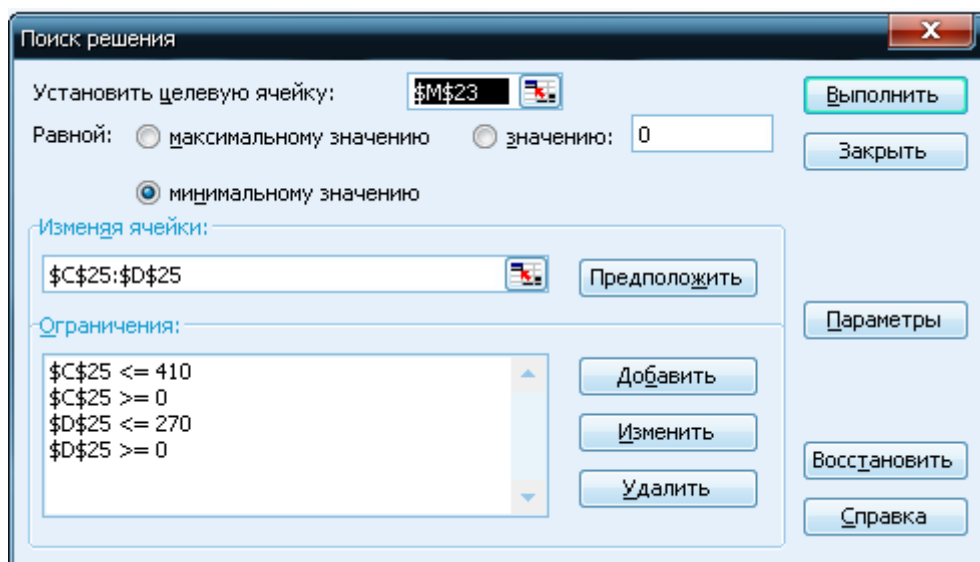 Поиск решения
Установить целевую ячейку: $M$23
Выполнить
Равной: максимальному значению значению: 0
Закрыть
минимальному значению
Изменяя ячейки:
$C$25:$D$25
Предположить
Ограничения:
Параметры
$C$25 <= 410
$C$25 >= 0
$D$25 <= 270
$D$25 >= 0
Добавить
Изменить
Удалить
Восстановить
Справка